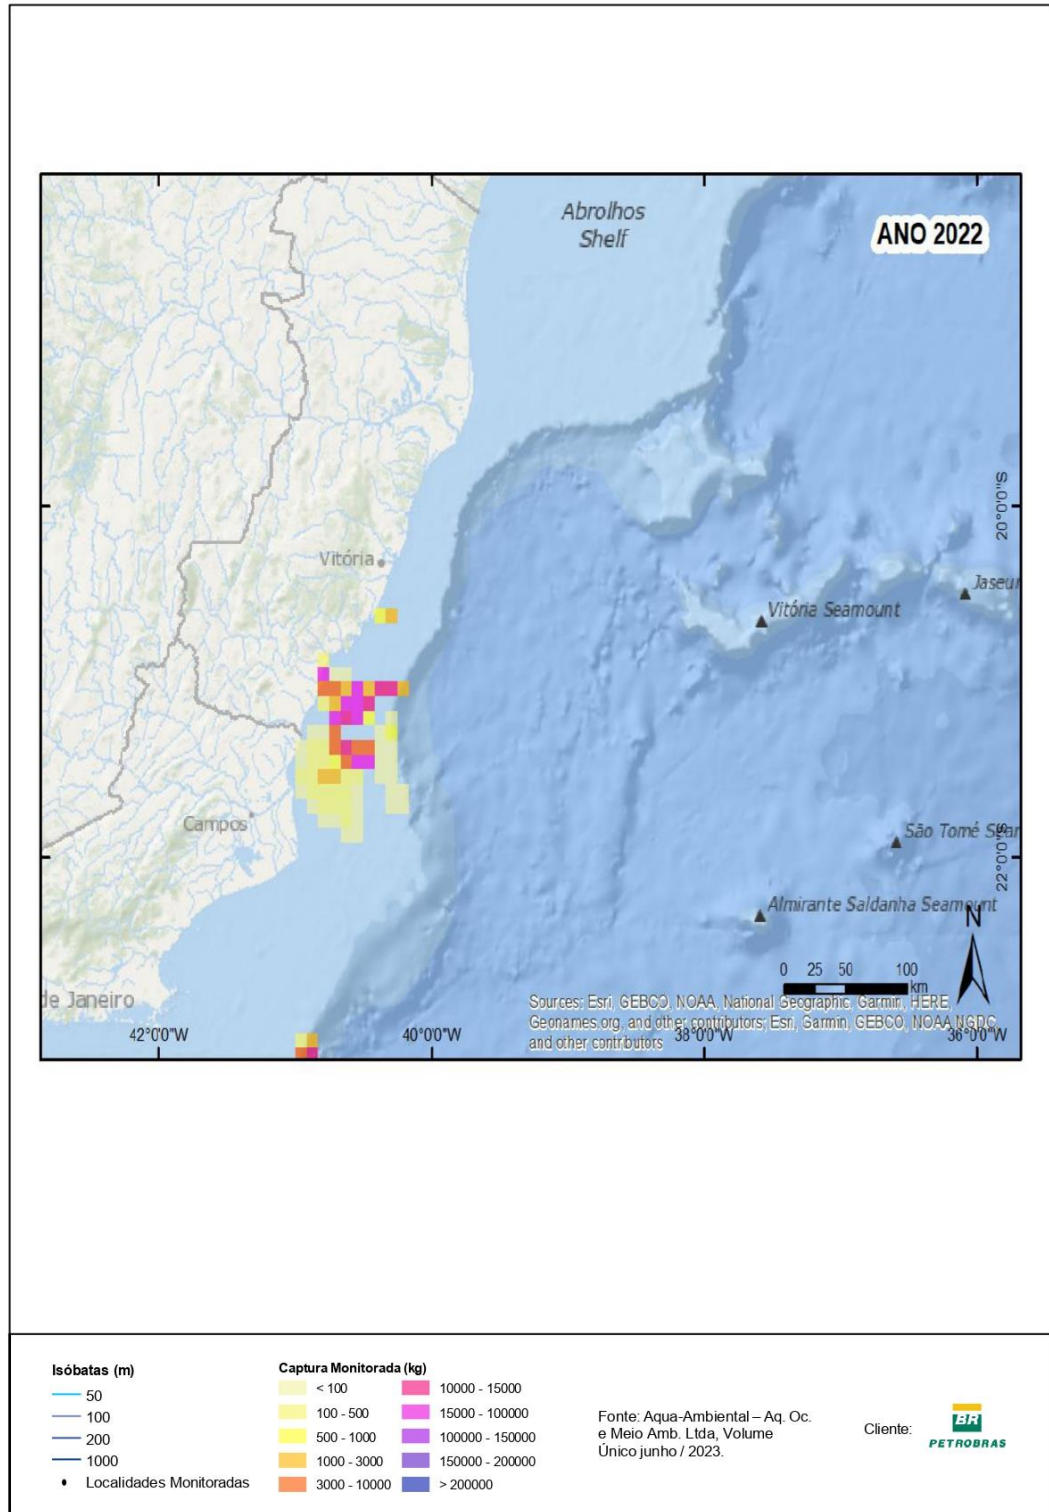 Abrolhos
Shelf
ANO 2022
20°0'0"S
Vitória
Jaseur
Vitória Seamount
Campos
São Tomé
22°0'0"S
Almirante Saldanha Seamount
N
0 25 50 100
km
de Janeiro
Sources: Esri, GEBCO, NOAA, National Geographic, Garmin, HERE,
Geonames.org, and other contributors; Esri, Garmin, GEBCO, NOAA NGDC,
and other contributors
42°0'0"W 40°0'0"W 38°0'0"W 36°0'0"W
Isóbatas (m)
50
100
200
1000
Localidades Monitoradas
Captura Monitorada (kg)
< 100
100 - 500
500 - 1000
1000 - 3000
3000 - 10000
10000 - 15000
15000 - 100000
100000 - 150000
150000 - 200000
> 200000
Fonte: Aqua-Ambiental – Aq. Oc.
e Meio Amb. Ltda, Volume
Único junho / 2023.
Cliente:
BR
PETROBRAS